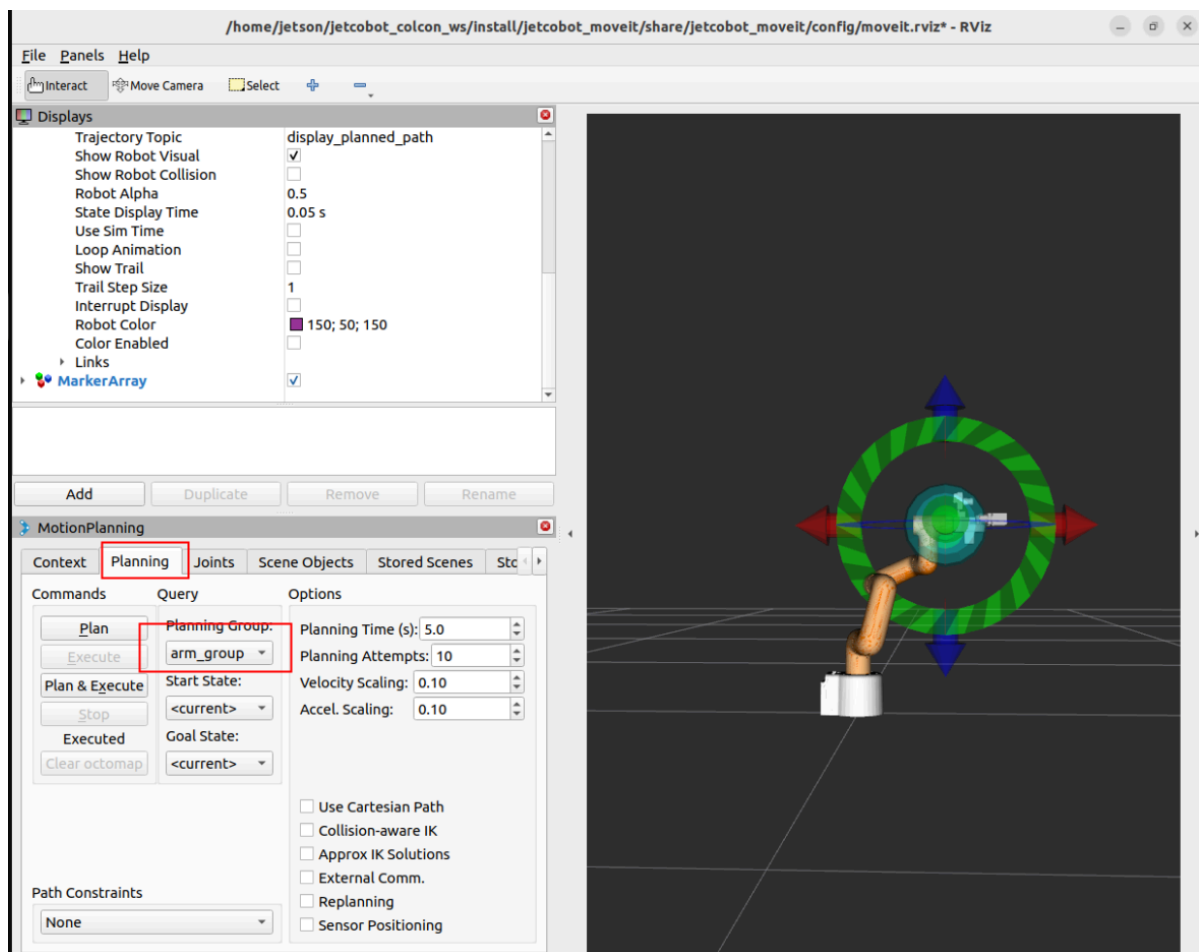 /home/jetson/jetcobot_colcon_ws/install/jetcobot_moveit/share/jetcobot_moveit/config/moveit.rviz* - RViz
File Panels Help
Interact Move Camera Select
Displays
Trajectory Topic display_planned_path
Show Robot Visual
Show Robot Collision
Robot Alpha 0.5
State Display Time 0.05 s
Use Sim Time
Loop Animation
Show Trail
Trail Step Size 1
Interrupt Display
Robot Color 150; 50; 150
Color Enabled
Links
MarkerArray
Add Duplicate Remove Rename
MotionPlanning
Context Planning Joints Scene Objects Stored Scenes Stc
Commands Query Options
Plan Planning Group: Planning Time (s): 5.0
Execute arm_group Planning Attempts: 10
Plan & Execute Start State: Velocity Scaling: 0.10
Stop <current> Accel. Scaling: 0.10
Executed Goal State:
Clear octomap <current>
Use Cartesian Path
Collision-aware IK
Approx IK Solutions
External Comm.
Path Constraints Replanning
None Sensor Positioning